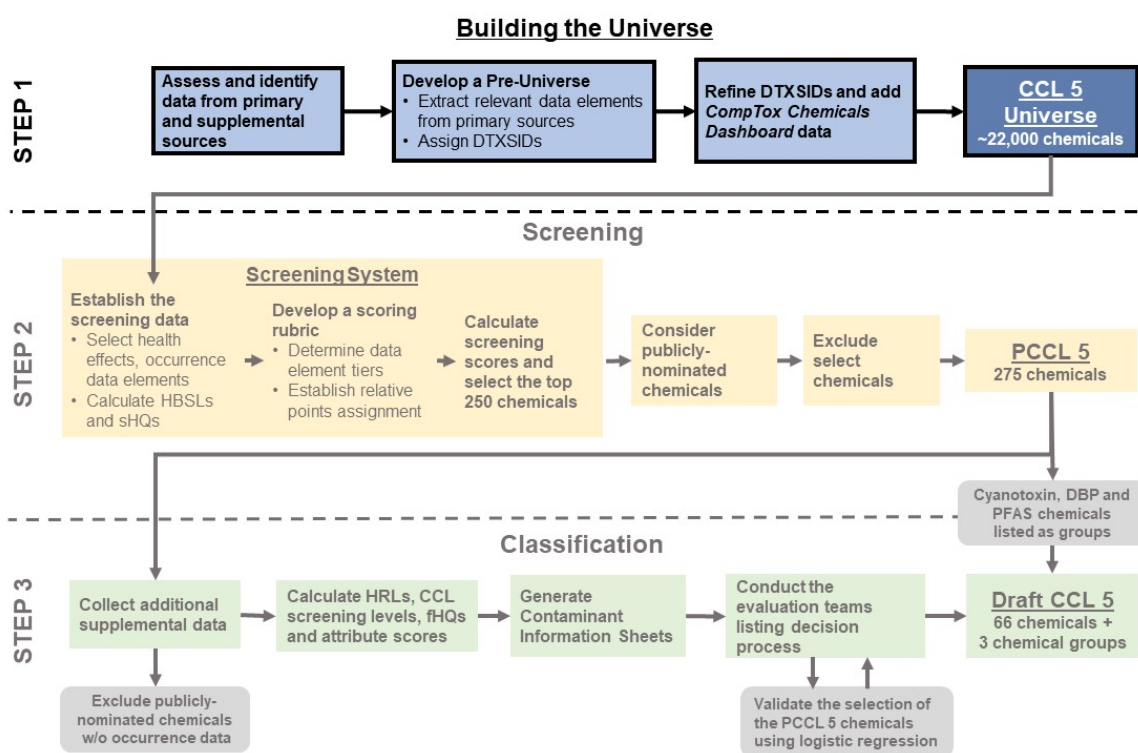 Building the Universe
STEP 1
Assess and identify
data from primary
and supplemental
sources
Develop a Pre-Universe
• Extract relevant data elements
from primary sources
• Assign DTXSIDs
Refine DTXSIDs and add
CompTox Chemicals
Dashboard data
CCL 5
Universe
~22,000 chemicals
Screening
STEP 2
Screening System
Establish the
screening data
• Select health
effects, occurrence
data elements
• Calculate HBSLs
and sHQs
Develop a scoring
rubric
• Determine data
element tiers
• Establish relative
points assignment
Calculate
screening
scores and
select the top
250 chemicals
Consider
publicly-
nominated
chemicals
Exclude
select
chemicals
PCCL 5
275 chemicals
Cyanotoxin, DBP and
PFAS chemicals
listed as groups
Classification
STEP 3
Collect additional
supplemental data
Calculate HRLs, CCL
screening levels, fHQs
and attribute scores
Generate
Contaminant
Information Sheets
Conduct the
evaluation teams
listing decision
process
Draft CCL 5
66 chemicals +
3 chemical groups
Exclude publicly-
nominated chemicals
w/o occurrence data
Validate the selection of
the PCCL 5 chemicals
using logistic regression